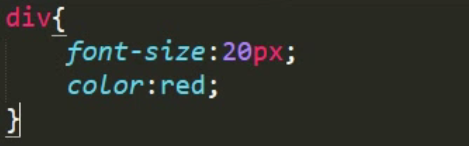 div{
    font-size:20px;
    color:red;
}